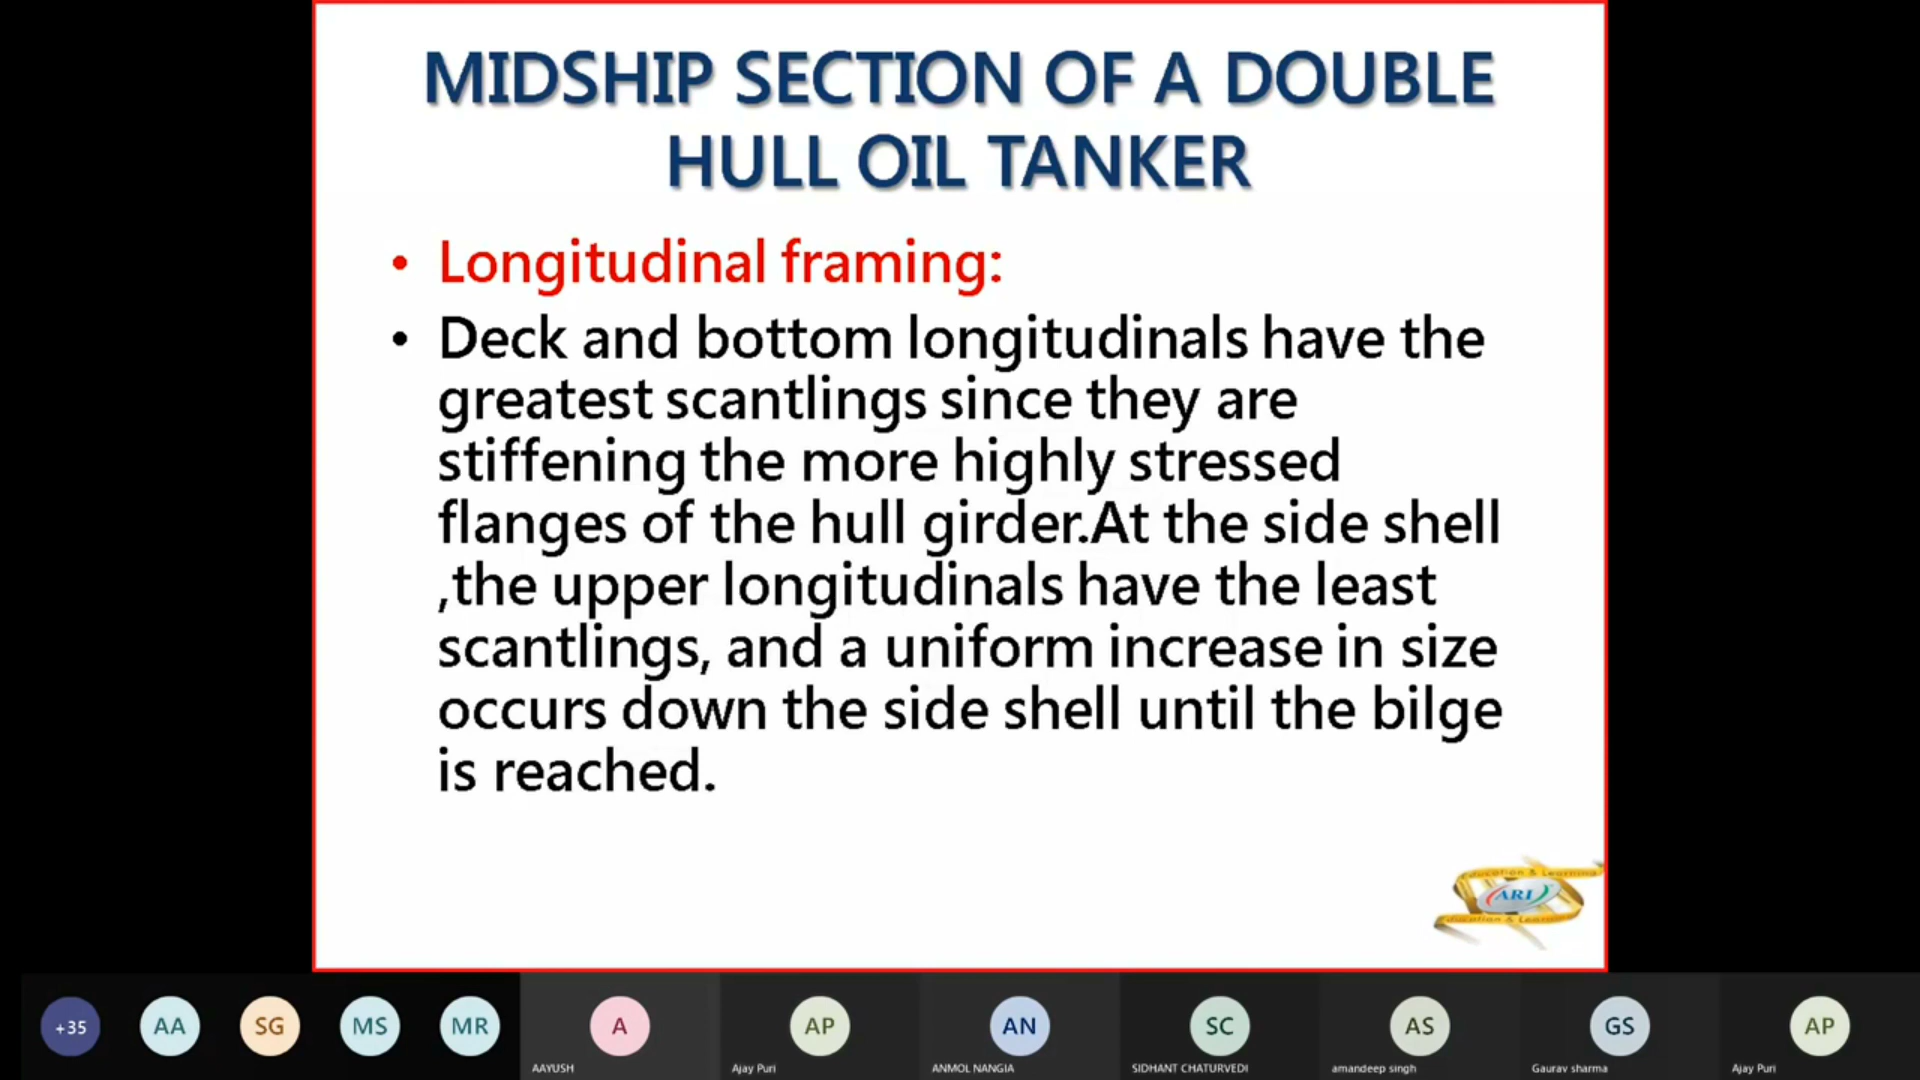 MIDSHIP SECTION OF A DOUBLE
HULL OIL TANKER
• Longitudinal framing:
• Deck and bottom longitudinals have the
greatest scantlings since they are
stiffening the more highly stressed
flanges of the hull girder.At the side shell
,the upper longitudinals have the least
scantlings, and a uniform increase in size
occurs down the side shell until the bilge
is reached.
Education & Learning
ARI
Education & Learning
+35
AA
SG
MS
MR
A
AP
AN
SC
AS
GS
AP
AAYUSH
Ajay Puri
ANMOL NANGIA
SIDHANT CHATURVEDI
amandeep singh
Gaurav sharma
Ajay Puri